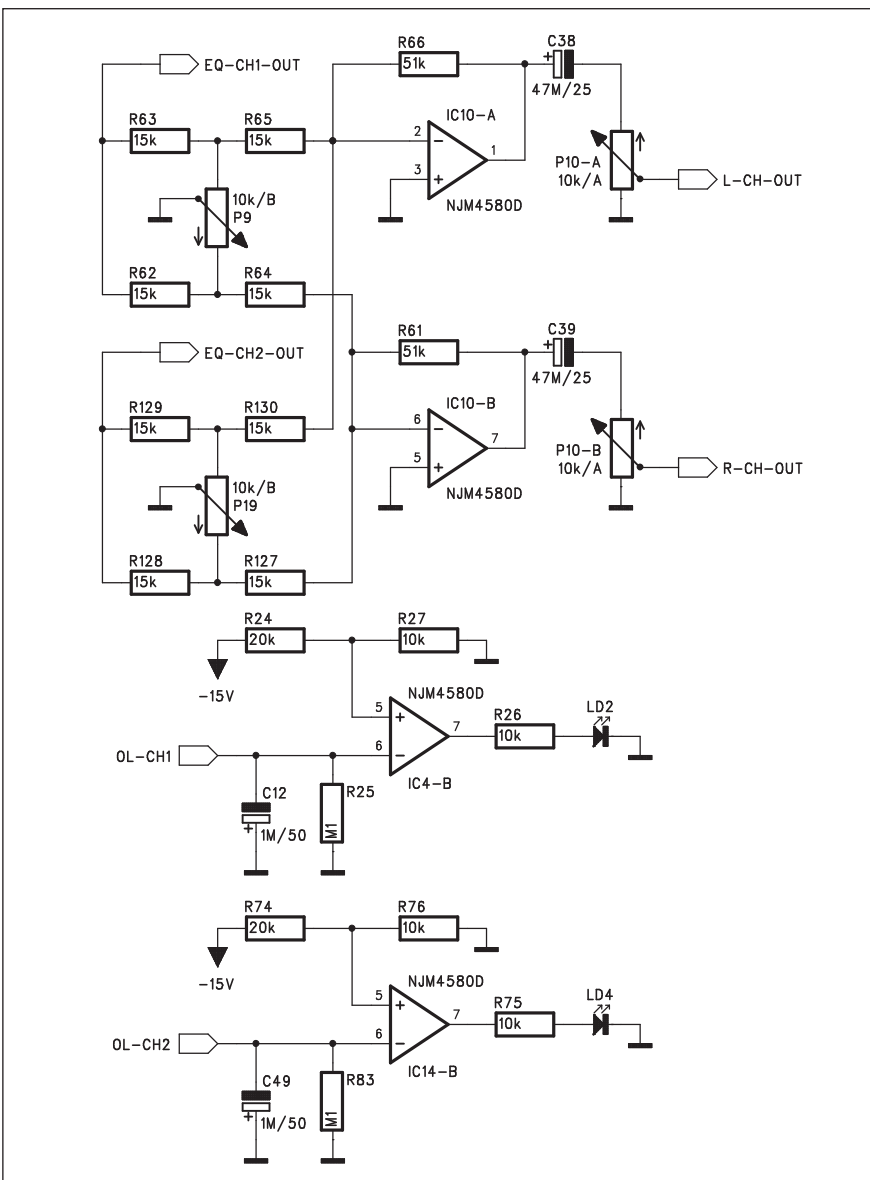 R66
51k
C38
47M/25
EQ-CH1-OUT
R63
15k
R65
15k
IC10-A
2
3
1
NJM4580D
P10-A
10k/A
L-CH-OUT
10k/B
P9
R62
15k
R64
15k
R61
51k
C39
47M/25
EQ-CH2-OUT
R129
15k
R130
15k
IC10-B
6
5
7
NJM4580D
P10-B
10k/A
R-CH-OUT
10k/B
P19
R128
15k
R127
15k
R24
20k
R27
10k
-15V
NJM4580D
5
6
7
R26
10k
LD2
OL-CH1
IC4-B
C12
1M/50
R25
M1
R74
20k
R76
10k
-15V
NJM4580D
5
6
7
R75
10k
LD4
OL-CH2
IC14-B
C49
1M/50
R83
M1